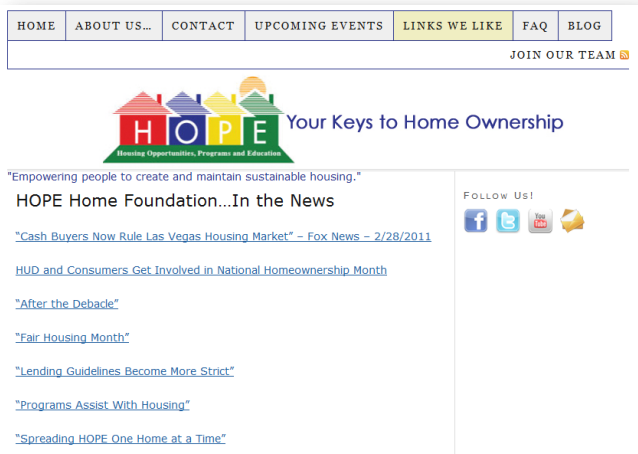 HOME ABOUT US... CONTACT UPCOMING EVENTS LINKS WE LIKE FAQ BLOG
JOIN OUR TEAM
HOPE Your Keys to Home Ownership
Housing Opportunities, Programs and Education
"Empowering people to create and maintain sustainable housing."
FOLLOW US!
HOPE Home Foundation…In the News
You Tube
“Cash Buyers Now Rule Las Vegas Housing Market” – Fox News – 2/28/2011
HUD and Consumers Get Involved in National Homeownership Month
“After the Debacle”
“Fair Housing Month”
“Lending Guidelines Become More Strict”
“Programs Assist With Housing”
“Spreading HOPE One Home at a Time”